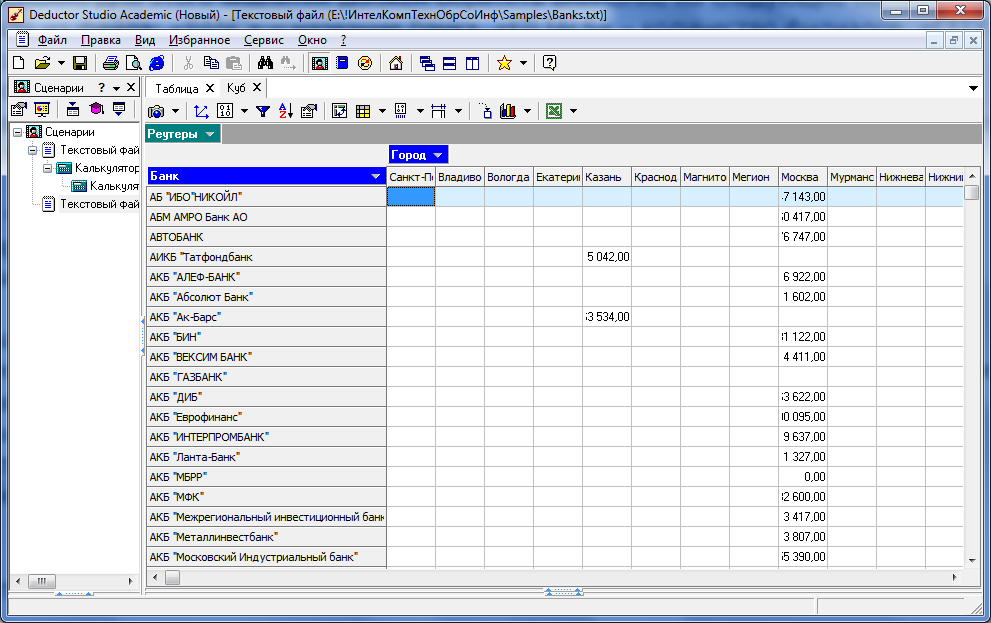 Deductor Studio Academic (Новый) - [Текстовый файл (E:\!ИнтелКомпТехнОбрСоИнф\Samples\Banks.txt)]
Файл Правка Вид Избранное Сервис Окно ?
Сценарии ? Таблица Куб
Сценарии
Текстовый фай
Калькулятор
Калькуля
Текстовый фай
Реутеры
Город
Банк Санкт-П Владиво Вологда Екатери Казань Краснод Магнито Мегион Москва Мурманс Нижнева Нижни
АБ "ИБО"НИКОЙЛ" 7 143,00
АБМ АМРО Банк АО 0 417,00
АВТОБАНК 6 747,00
АИКБ "Татфондбанк 5 042,00
АКБ "АЛЕФ-БАНК" 6 922,00
АКБ "Абсолют Банк" 1 602,00
АКБ "Ак-Барс" 3 534,00
АКБ "БИН" 1 122,00
АКБ "ВЕКСИМ БАНК" 4 411,00
АКБ "ГАЗБАНК"
АКБ "ДИБ" 3 622,00
АКБ "Еврофинанс" 0 095,00
АКБ "ИНТЕРПРОМБАНК" 9 637,00
АКБ "Ланта-Банк" 1 327,00
АКБ "МБРР" 0,00
АКБ "МФК" 2 600,00
АКБ "Межрегиональный инвестиционный банк 3 417,00
АКБ "Металлинвестбанк" 3 807,00
АКБ "Московский Индустриальный банк" 5 390,00